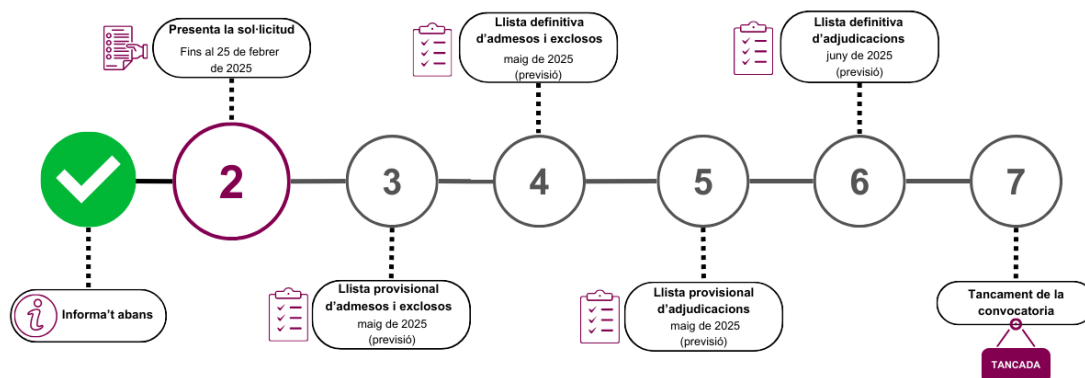 Presenta la sol·licitud
Fins al 25 de febrer
de 2025
Llista definitiva
d'admesos i exclosos
maig de 2025
(previsió)
Llista definitiva
d'adjudicacions
juny de 2025
(previsió)
2
3
4
5
6
7
Informa't abans
Llista provisional
d'admesos i exclosos
maig de 2025
(previsió)
Llista provisional
d'adjudicacions
maig de 2025
(previsió)
Tancament de la
convocatoria
TANCADA